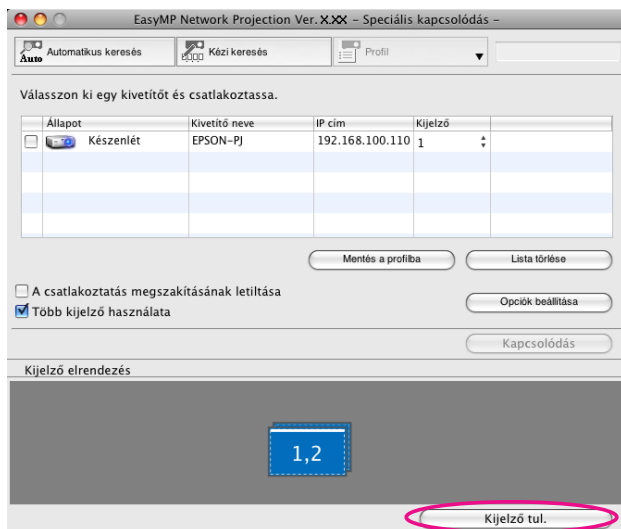 EasyMP Network Projection Ver. X.XX – Speciális kapcsolódás –
Auto Automatikus keresés Kézi keresés Profil
Válasszon ki egy kivetítőt és csatlakoztassa.
Állapot Kivetítő neve IP cím Kijelző
Készenlét EPSON-PJ 192.168.100.110 1
Mentés a profilba Lista törlése
A csatlakoztatás megszakításának letiltása
Opciók beállítása
Több kijelző használata
Kapcsolódás
Kijelző elrendezés
1,2
Kijelző tul.